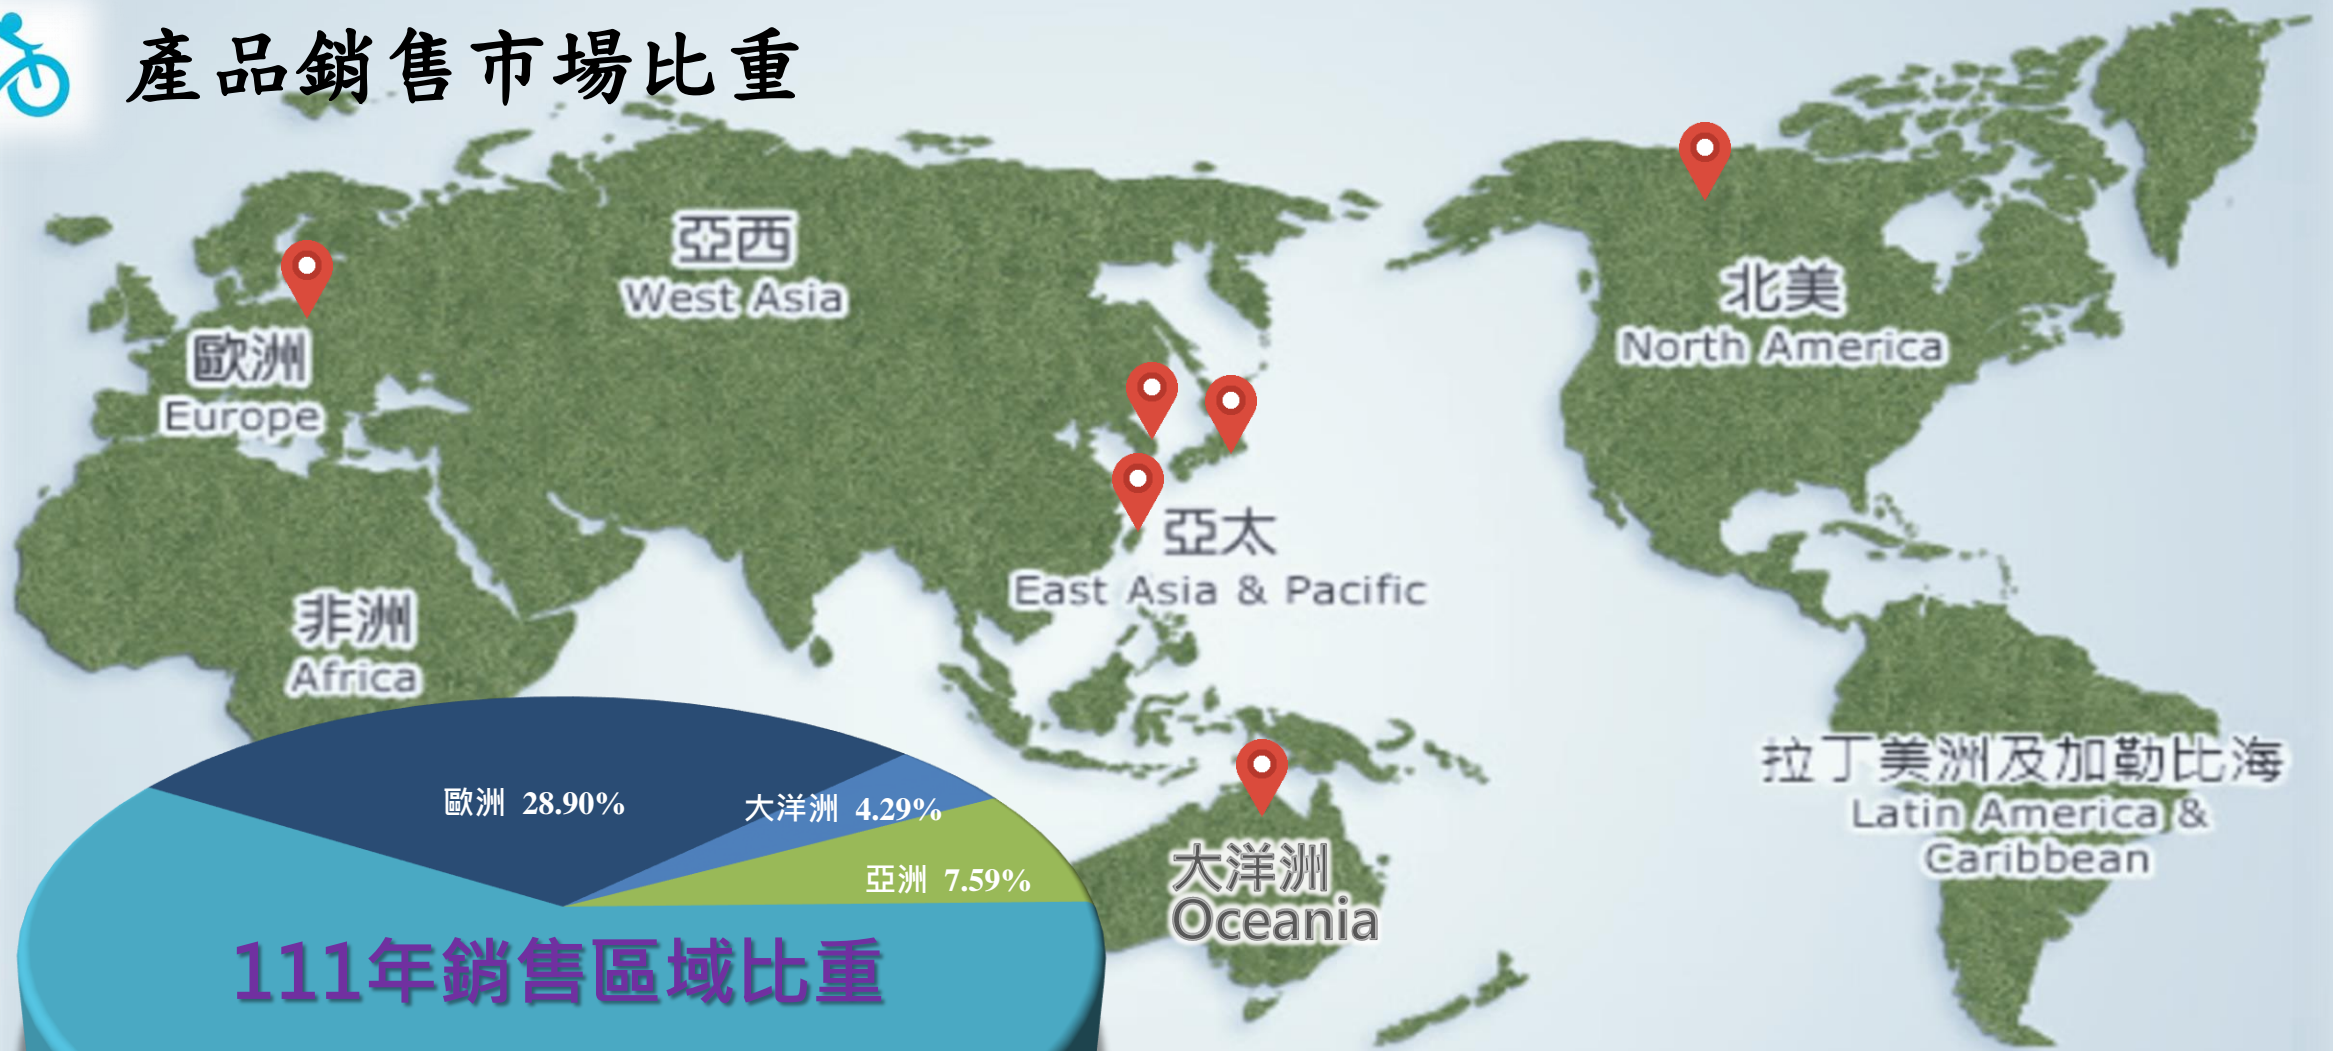 產品銷售市場比重
亞西
West Asia
北美
North America
歐洲
Europe
亞太
East Asia & Pacific
非洲
Africa
拉丁美洲及加勒比海
Latin America &
Caribbean
歐洲 28.90%
大洋洲 4.29%
亞洲 7.59%
大洋洲
Oceania
111年銷售區域比重